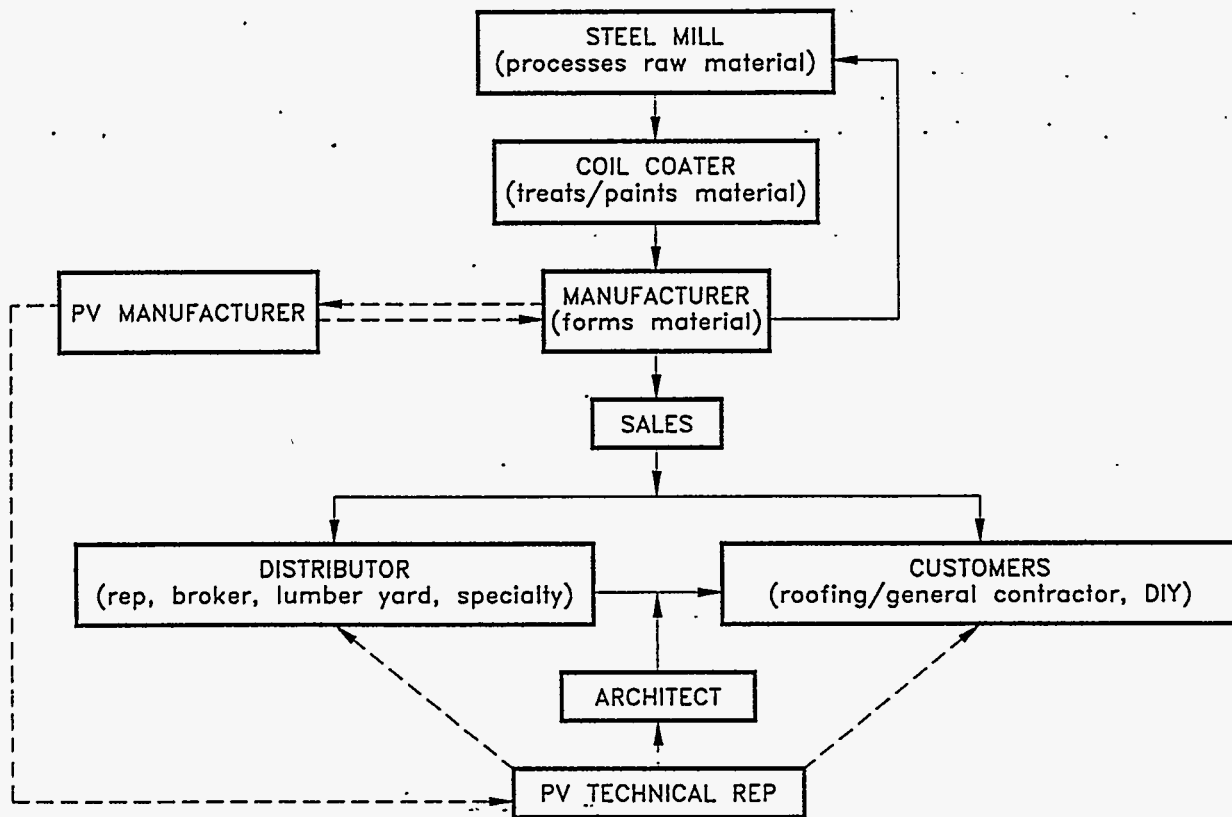 STEEL MILL
(processes raw material)
COIL COATER
(treats/paints material)
PV MANUFACTURER
MANUFACTURER
(forms material)
SALES
DISTRIBUTOR
(rep, broker, lumber yard, specialty)
CUSTOMERS
(roofing/general contractor, DIY)
ARCHITECT
PV TECHNICAL REP